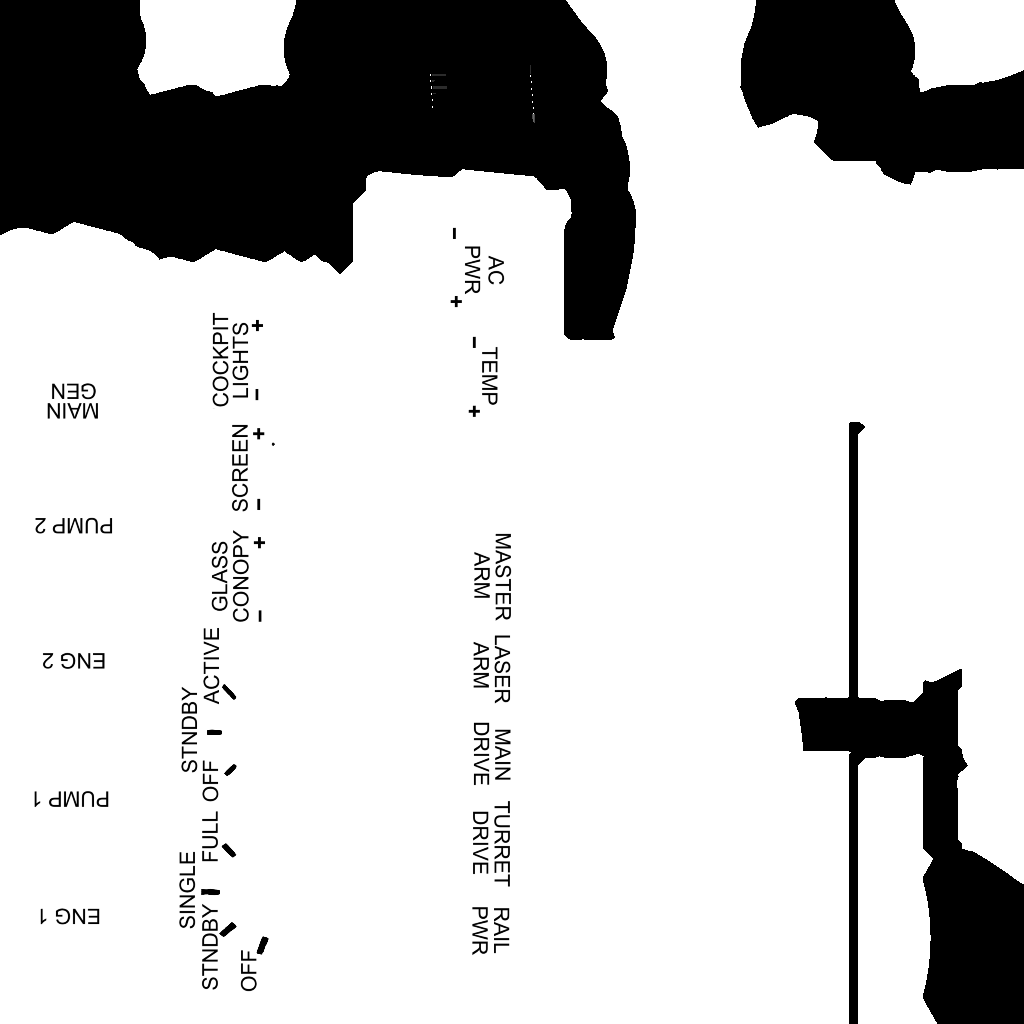 MAIN
GEN
PUMP 2
ENG 2
PUMP 1
ENG 1
COCKPIT
LIGHTS
+
-
SCREEN
+
-
GLASS
CONOPY
+
-
ACTIVE
STNDBY
OFF
FULL
SINGLE
STNDBY
OFF
-
AC
PWR
+
-
TEMP
+
MASTER
ARM
LASER
ARM
MAIN
DRIVE
TURRET
DRIVE
RAIL
PWR